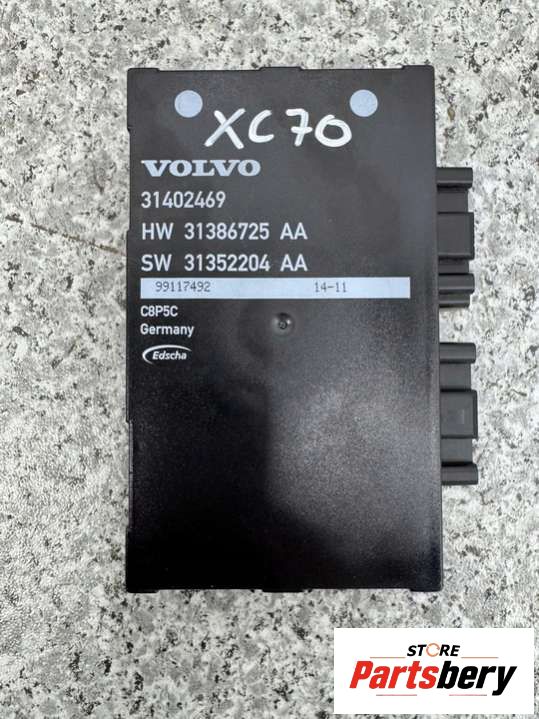 XC70
VOLVO
31402469
HW 31386725 AA
SW 31352204 AA
99117492 14-11
C8P5C
Germany
Edscha
STORE
Partsbery